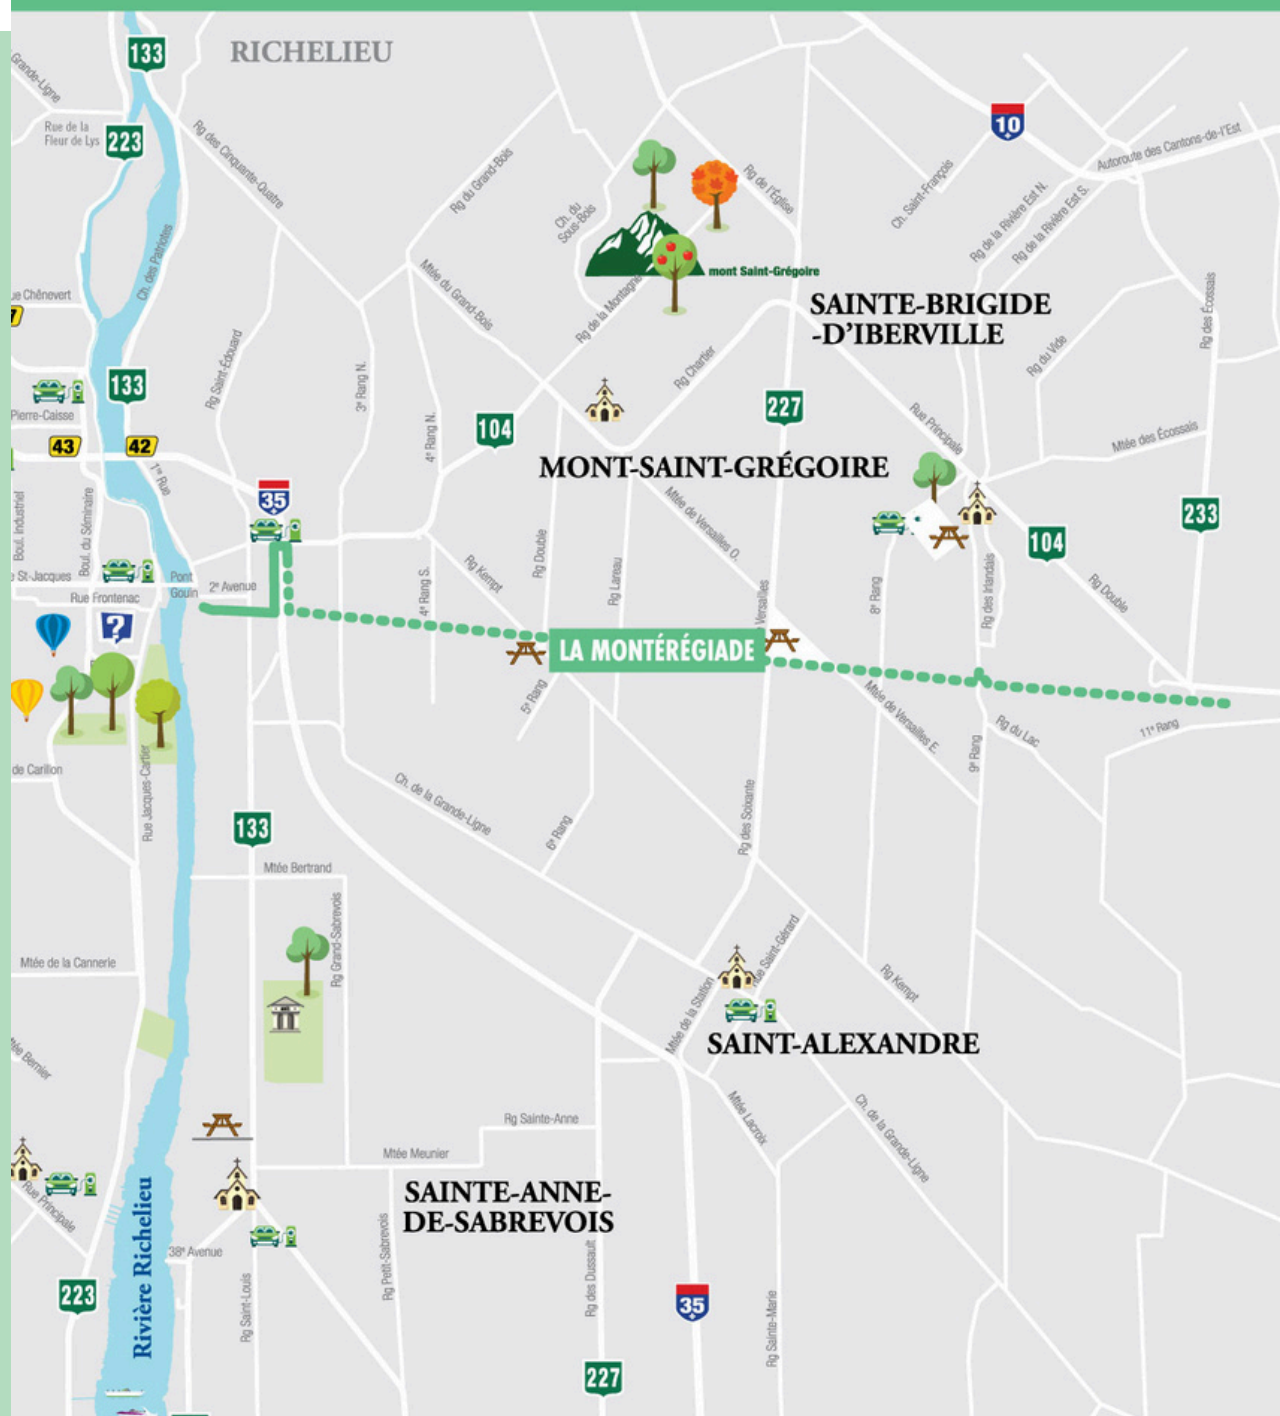 133
RICHELIEU
Grande-Ligne
10
Rue de la
Fleur de Lys
223
Rg des Cinquante-Quatre
Autoroute des Cantons-de-l'Est
Rg du Grand-Bois
Rg de l'Église
Ch. Saint-François
Rg de la Rivière Est N.
Rg de la Rivière Est S.
Ch. du
Sous-Bois
Ch. des Patriotes
mont Saint-Grégoire
Mtée du Grand-Bois
Rg de la Montagne
ue Chênevert
SAINTE-BRIGIDE
-D'IBERVILLE
Rg des Écossais
7
Rg Saint-Édouard
Rg du Vide
Rg Chartier
3e Rang N.
133
227
Pierre-Caisse
4e Rang N.
104
Rue Principale
Mtée des Écossais
43
42
MONT-SAINT-GRÉGOIRE
1re Rue
35
Boul. Industriel
Boul. du Séminaire
Mtée de Versailles O.
233
Rg Double
104
e St-Jacques
Pont
Gouin
2e Avenue
Rg Kempt
4e Rang S.
Rg Lareau
8e Rang
Rg des Irlandais
Rg Double
Rue Frontenac
?
Versailles
LA MONTÉRÉGIADE
5e Rang
Mtée de Versailles E.
Rg du Lac
11e Rang
9e Rang
de Carillon
Rue Jacques-Cartier
Ch. de la Grande-Ligne
6e Rang
Rg des Soixante
133
Mtée Bertrand
Rg Grand-Sabrevois
Rue Saint-Gérard
Mtée de la Cannerie
Rg Kempt
Mtée de la Station
SAINT-ALEXANDRE
tée Bernier
Mtée Lacroix
Ch. de la Grande-Ligne
Rg Sainte-Anne
Mtée Meunier
Rue Principale
SAINTE-ANNE-
DE-SABREVOIS
Rivière Richelieu
38e Avenue
Rg Petit-Sabrevois
Rg des Dussault
223
Rg Saint-Louis
35
Rg Sainte-Marie
227